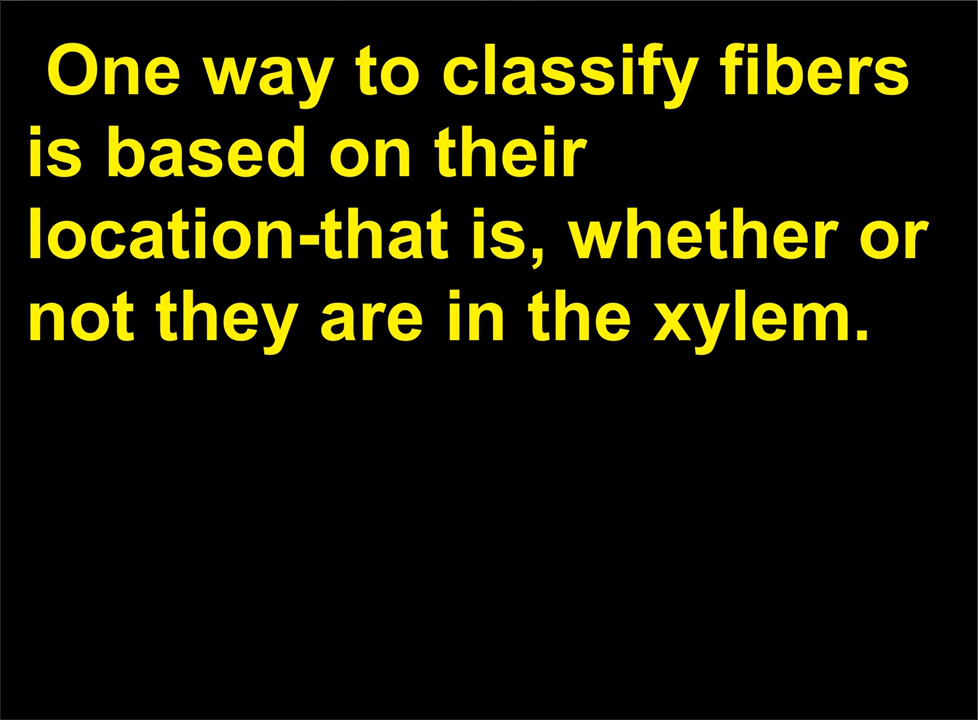 One way to classify fibers
is based on their
location-that is, whether or
not they are in the xylem.